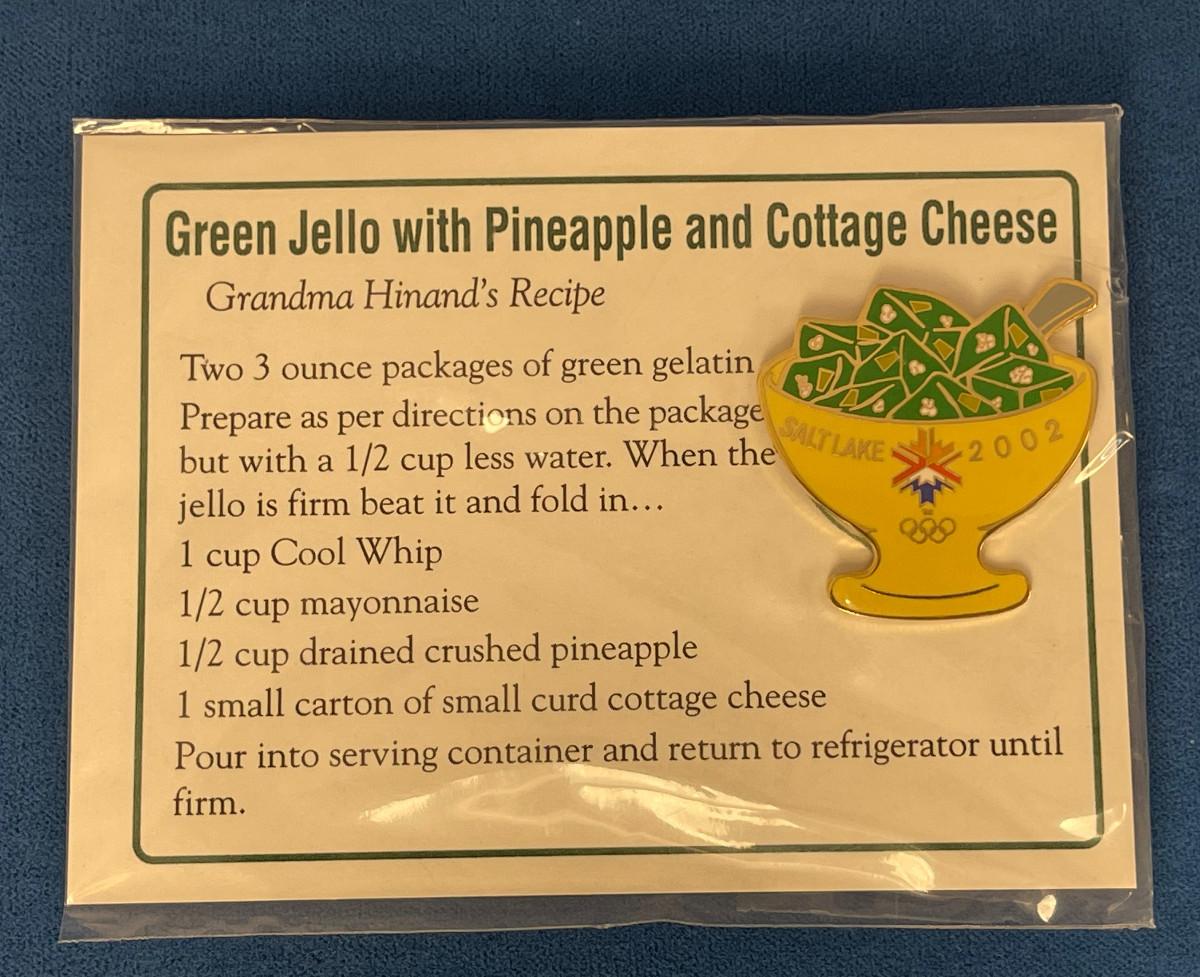 Green Jello with Pineapple and Cottage Cheese
Grandma Hinand's Recipe
Two 3 ounce packages of green gelatin
Prepare as per directions on the package
but with a 1/2 cup less water. When the
jello is firm beat it and fold in...
1 cup Cool Whip
1/2 cup mayonnaise
1/2 cup drained crushed pineapple
1 small carton of small curd cottage cheese
Pour into serving container and return to refrigerator until
firm.
SALT LAKE 2002